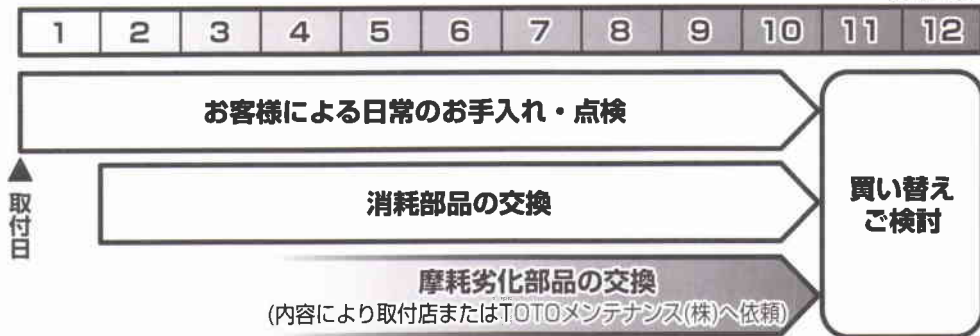 1 2 3 4 5 6 7 8 9 10 11 12
お客様による日常のお手入れ・点検
取付日
消耗部品の交換
買い替え
ご検討
摩耗劣化部品の交換
(内容により取付店またはTOTOメンテナンス(株)へ依頼)